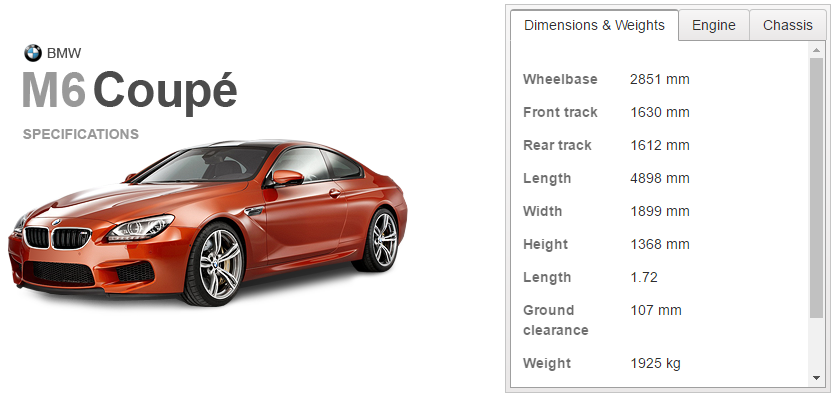 BMW
M6 Coupé
SPECIFICATIONS
Dimensions & Weights Engine Chassis
Wheelbase 2851 mm
Front track 1630 mm
Rear track 1612 mm
Length 4898 mm
Width 1899 mm
Height 1368 mm
Length 1.72
Ground 107 mm
clearance
Weight 1925 kg